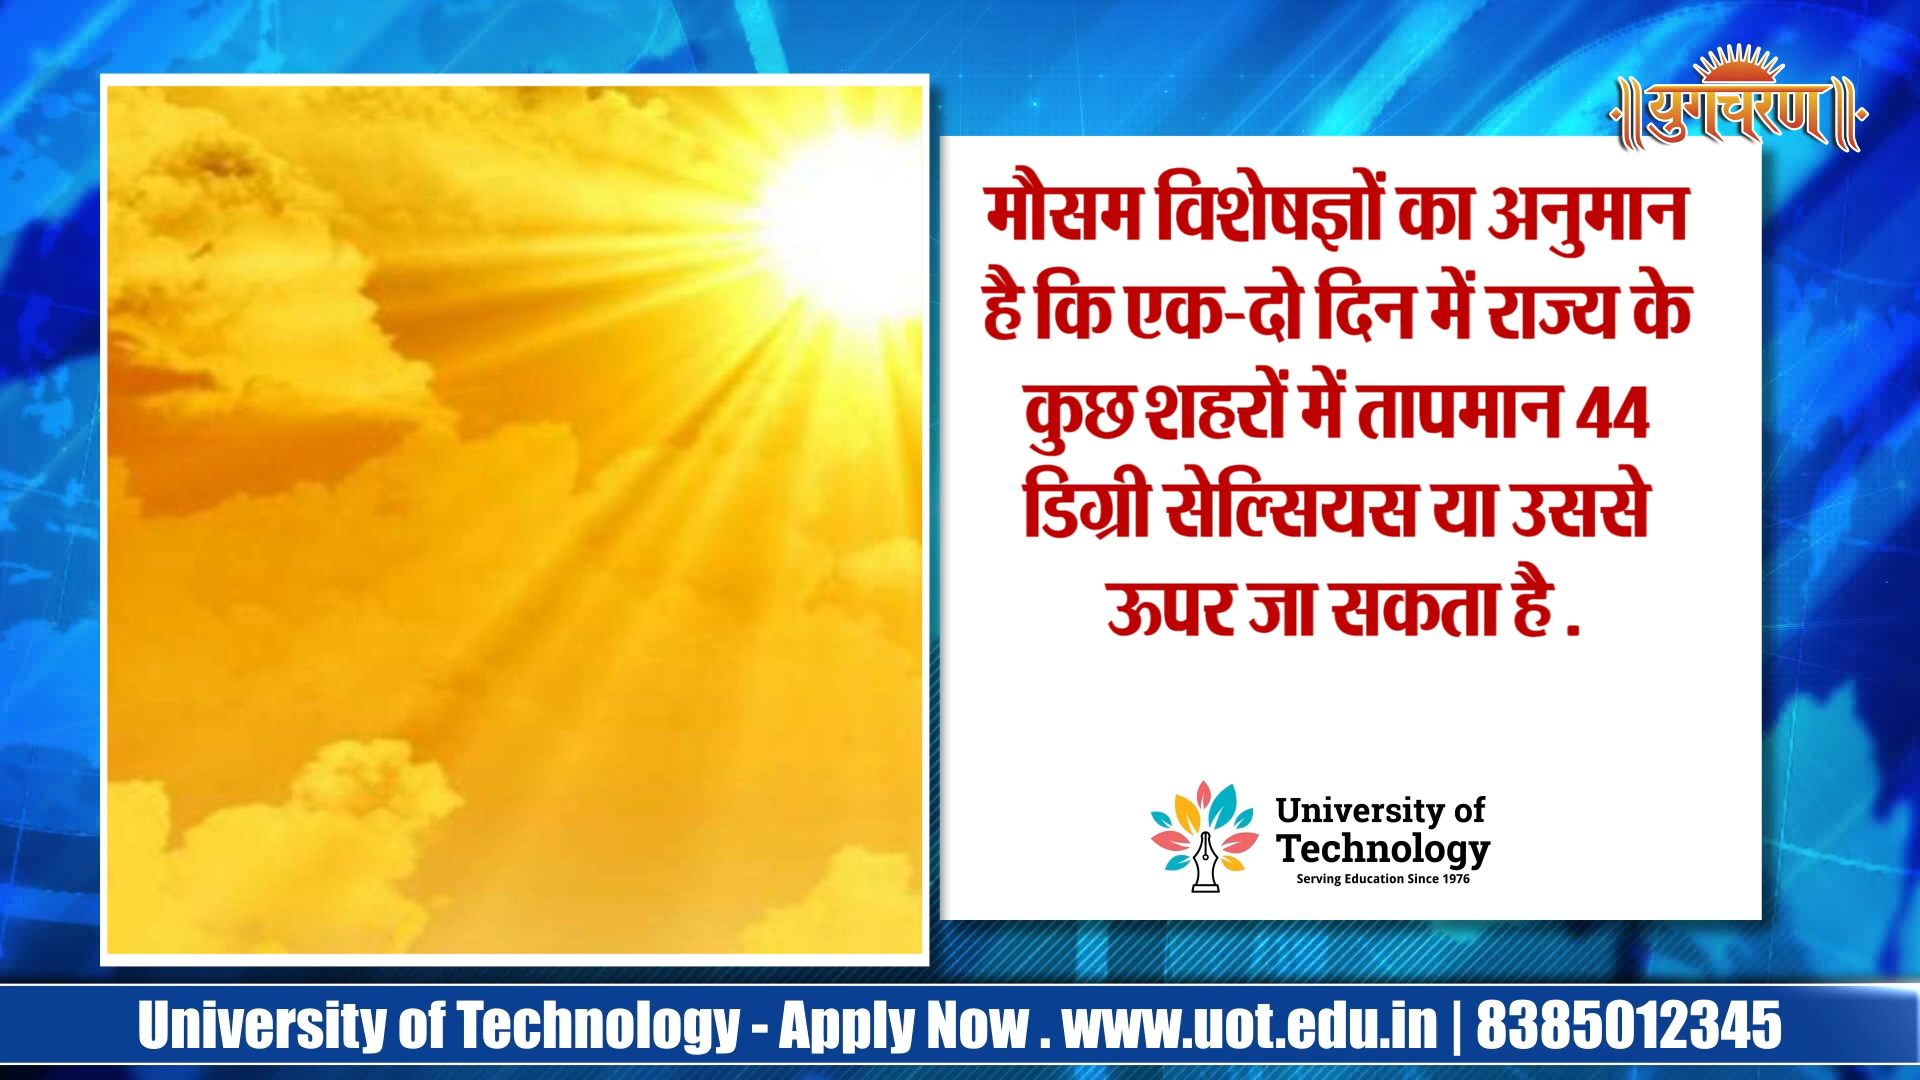 ॥युगचरण॥
मौसम विशेषज्ञों का अनुमान
है कि एक-दो दिन में राज्य के
कुछ शहरों में तापमान 44
डिग्री सेल्सियस या उससे
ऊपर जा सकता है .
University of
Technology
Serving Education Since 1976
University of Technology - Apply Now . www.uot.edu.in | 8385012345